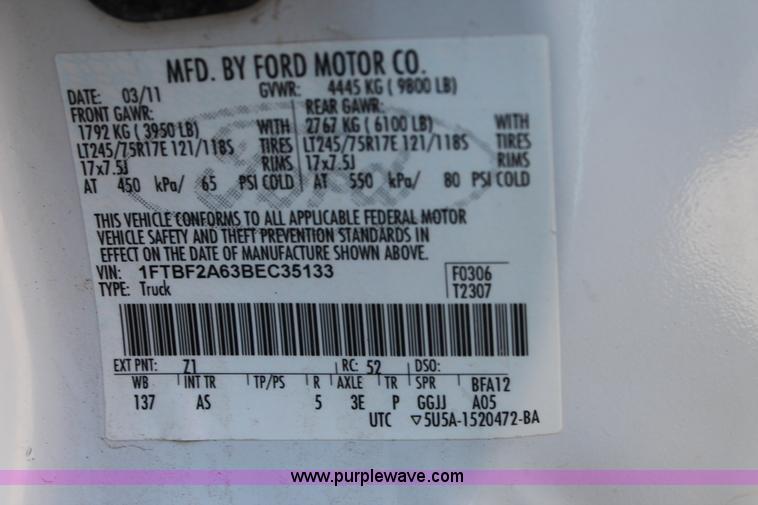 MFD. BY FORD MOTOR CO.
DATE: 03/11 GVWR: 4445 KG ( 9800 LB)
FRONT GAWR: REAR GAWR:
1792 KG ( 3950 LB) WITH 2767 KG ( 6100 LB) WITH
LT245/75R17E 121/118S TIRES LT245/75R17E 121/118S TIRES
17x7.5J RIMS 17x7.5J RIMS
AT 450 kPa/ 65 PSI COLD AT 550 kPa/ 80 PSI COLD
THIS VEHICLE CONFORMS TO ALL APPLICABLE FEDERAL MOTOR
VEHICLE SAFETY AND THEFT PREVENTION STANDARDS IN
EFFECT ON THE DATE OF MANUFACTURE SHOWN ABOVE.
VIN: 1FTBF2A63BEC35133 F0306
TYPE: Truck T2307
EXT PNT: Z1 RC: 52 DSO:
WB INT TR TP/PS R AXLE TR SPR BFA12
137 AS 5 3E P GGJJ A05
UTC ▽5U5A-1520472-BA
www.purplewave.com